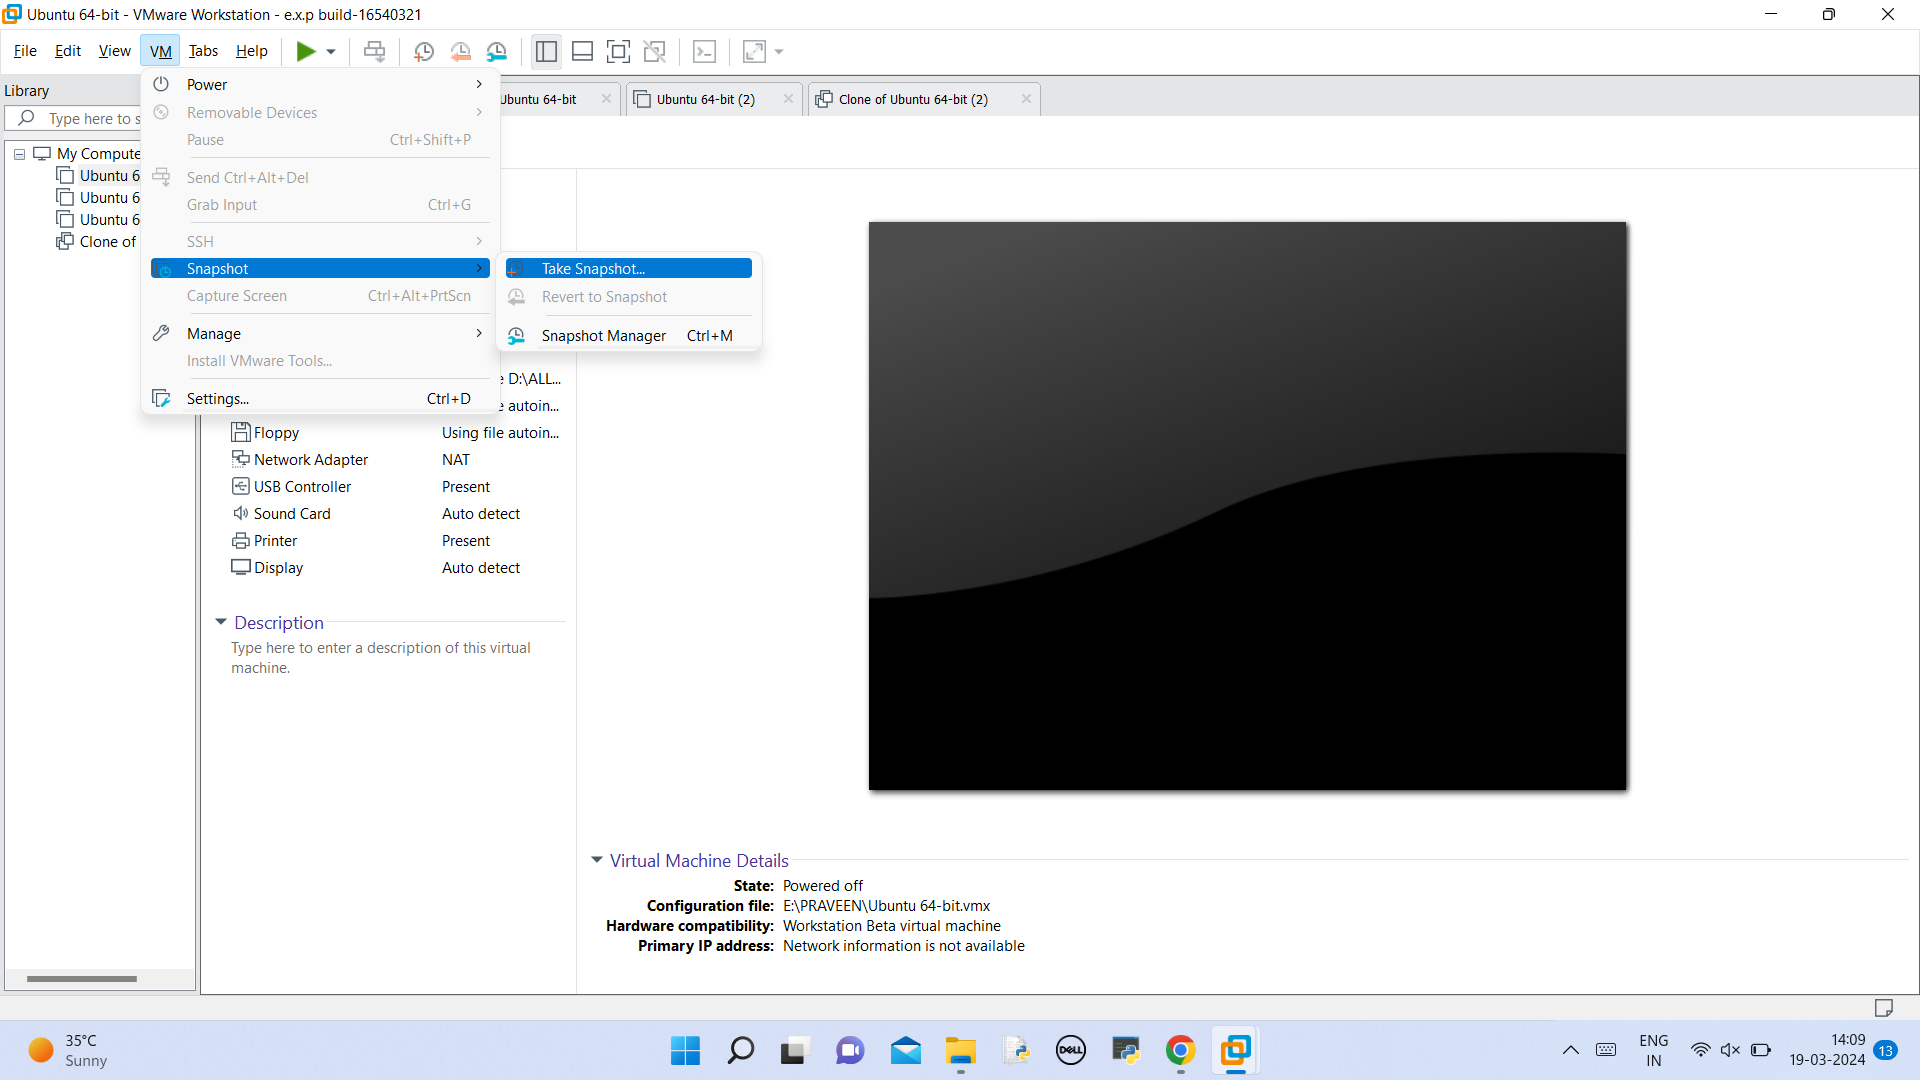 Ubuntu 64-bit - VMware Workstation - e.x.p build-16540321
File Edit View VM Tabs Help
Library
Type here to s
My Compute
Ubuntu 6
Ubuntu 6
Ubuntu 6
Clone of
Power
Removable Devices
Pause Ctrl+Shift+P
Send Ctrl+Alt+Del
Grab Input Ctrl+G
SSH
Snapshot
Capture Screen Ctrl+Alt+PrtScn
Manage
Install VMware Tools...
Settings... Ctrl+D
Take Snapshot...
Revert to Snapshot
Snapshot Manager Ctrl+M
Ubuntu 64-bit
Ubuntu 64-bit (2)
Clone of Ubuntu 64-bit (2)
e D:\ALL...
e autoin...
Floppy Using file autoin...
Network Adapter NAT
USB Controller Present
Sound Card Auto detect
Printer Present
Display Auto detect
Description
Type here to enter a description of this virtual
machine.
Virtual Machine Details
State: Powered off
Configuration file: E:\PRAVEEN\Ubuntu 64-bit.vmx
Hardware compatibility: Workstation Beta virtual machine
Primary IP address: Network information is not available
35°C
Sunny
DELL
ENG
IN
14:09
19-03-2024
13